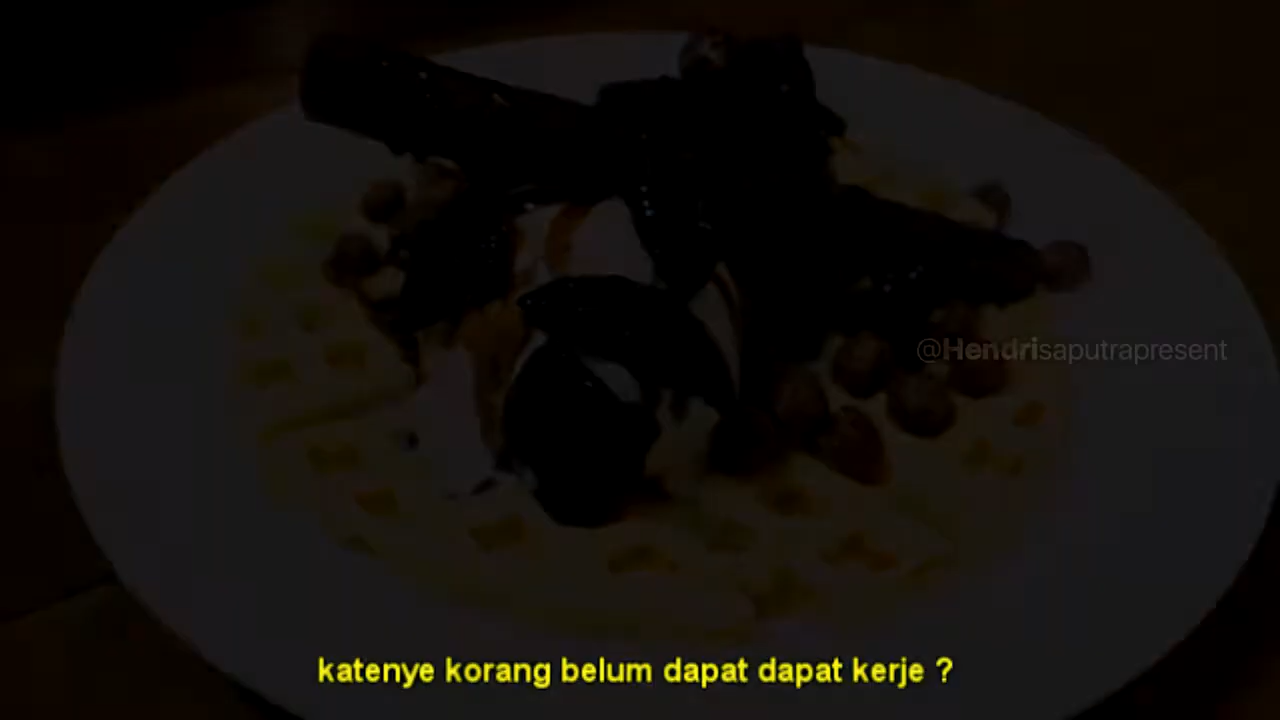 @Hendrisaputrapresent
katenye korang belum dapat dapat kerje ?